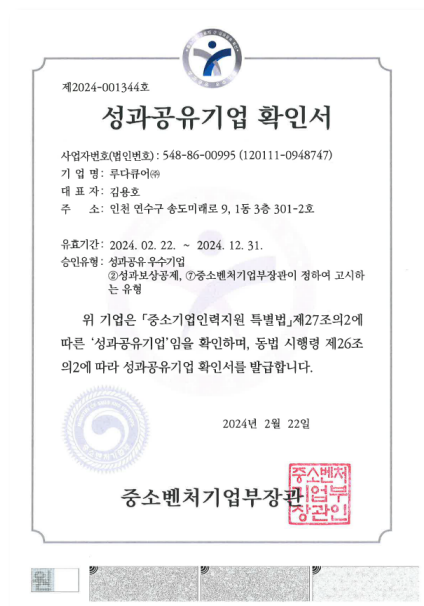 제2024-001344호
성과공유기업 확인서
사업자번호(법인번호) : 548-86-00995 (120111-0948747)
기 업 명 : 루다큐어㈜
대 표 자 : 김용호
주 소 : 인천 연수구 송도미래로 9, 1동 3층 301-2호
유효기간 : 2024. 02. 22. ~ 2024. 12. 31.
승인유형 : 성과공유 우수기업
②성과보상공제, ⑦중소벤처기업부장관이 정하여 고시하
는 유형
위 기업은 「중소기업인력지원 특별법」제27조의2에
따른 ‘성과공유기업’임을 확인하며, 동법 시행령 제26조
의2에 따라 성과공유기업 확인서를 발급합니다.
2024년 2월 22일
중소벤처기업부장관
중소벤처
기업부
장관인